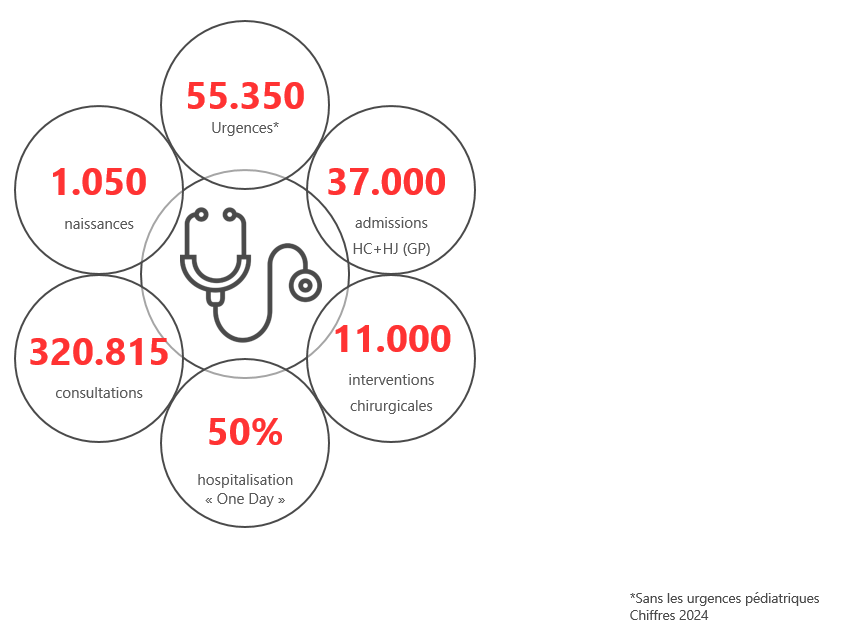 55.350
Urgences*
1.050
naissances
37.000
admissions
HC+HJ (GP)
320.815
consultations
11.000
interventions
chirurgicales
50%
hospitalisation
« One Day »
*Sans les urgences pédiatriques
Chiffres 2024